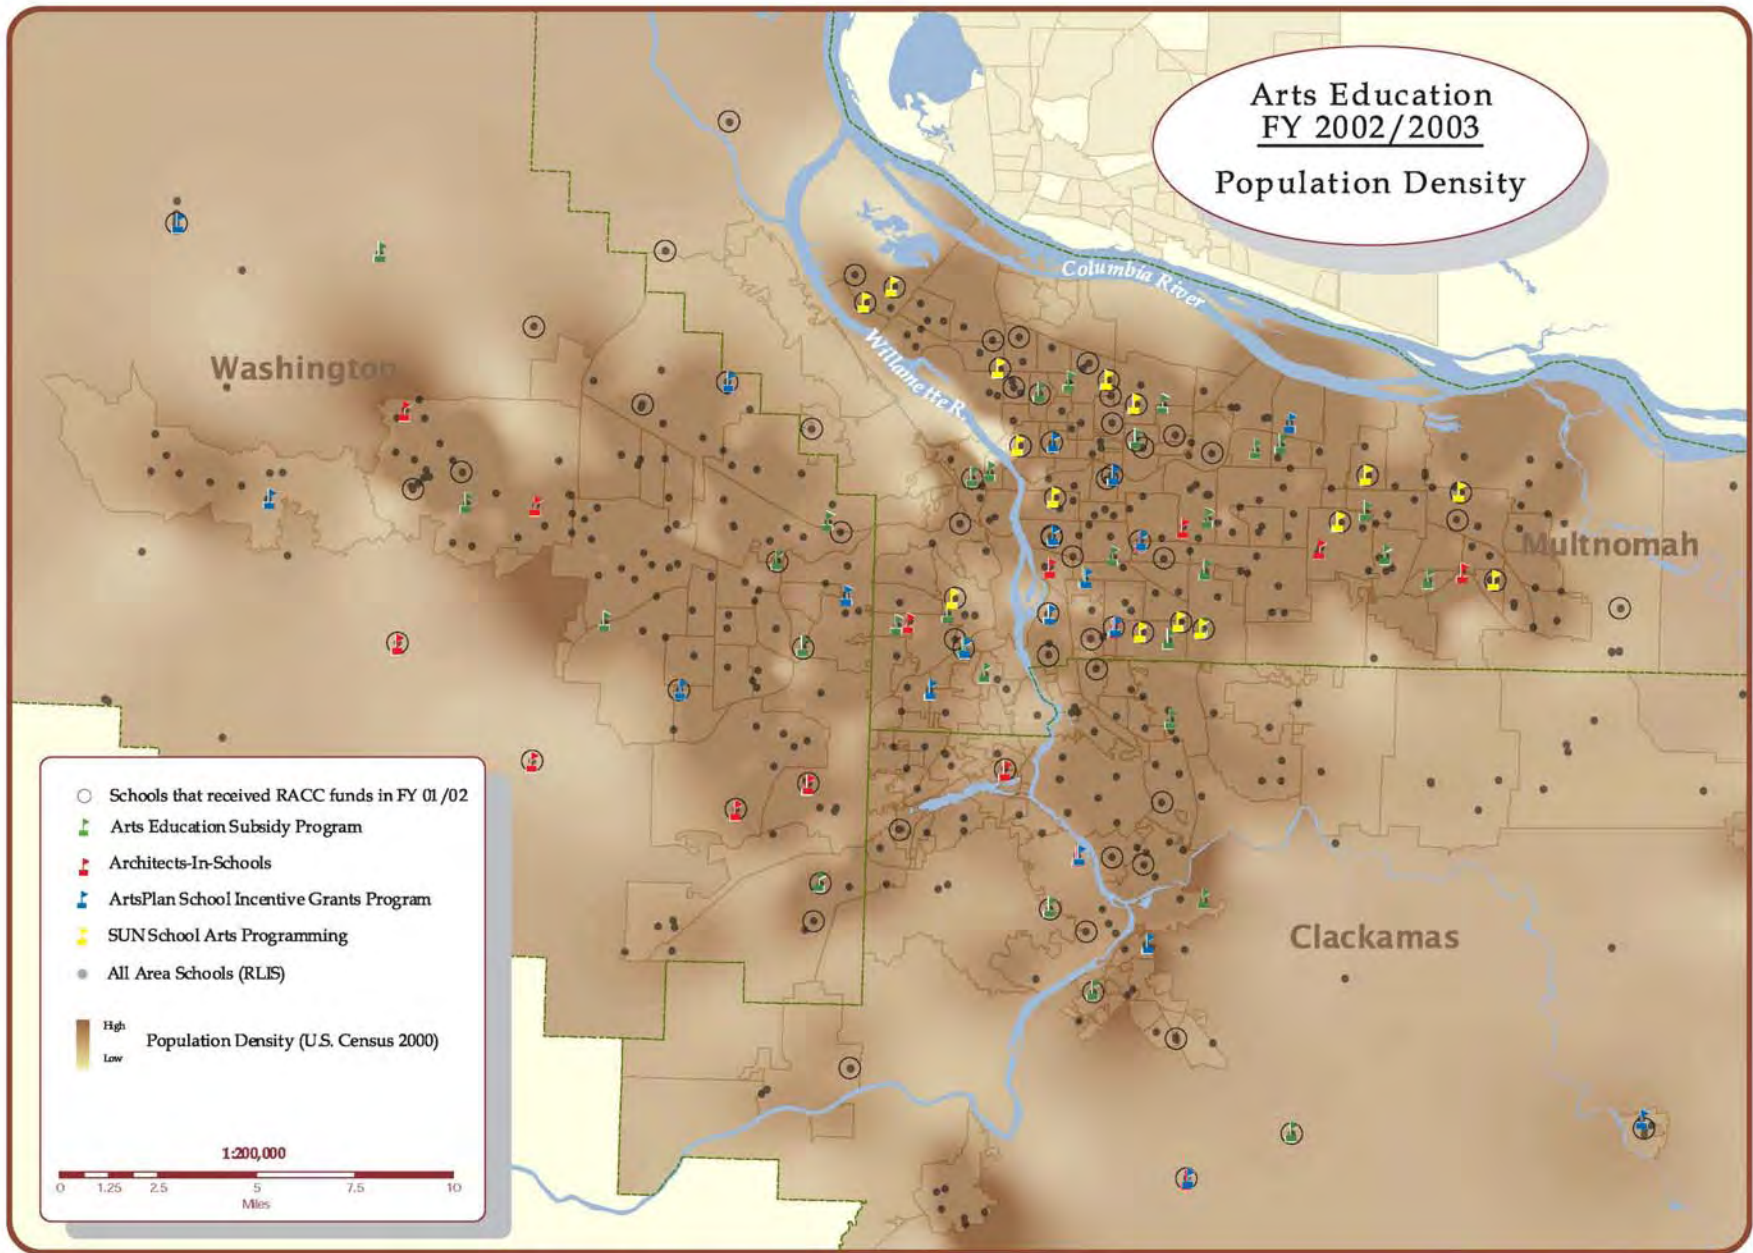 Arts Education
FY 2002/2003
Population Density
Columbia River
Willamette R.
Washington
Multnomah
Clackamas
Schools that received RACC funds in FY 01/02
Arts Education Subsidy Program
Architects-In-Schools
ArtsPlan School Incentive Grants Program
SUN School Arts Programming
All Area Schools (RLIS)
High
Population Density (U.S. Census 2000)
Low
1:200,000
0 1.25 2.5 5 7.5 10
Miles